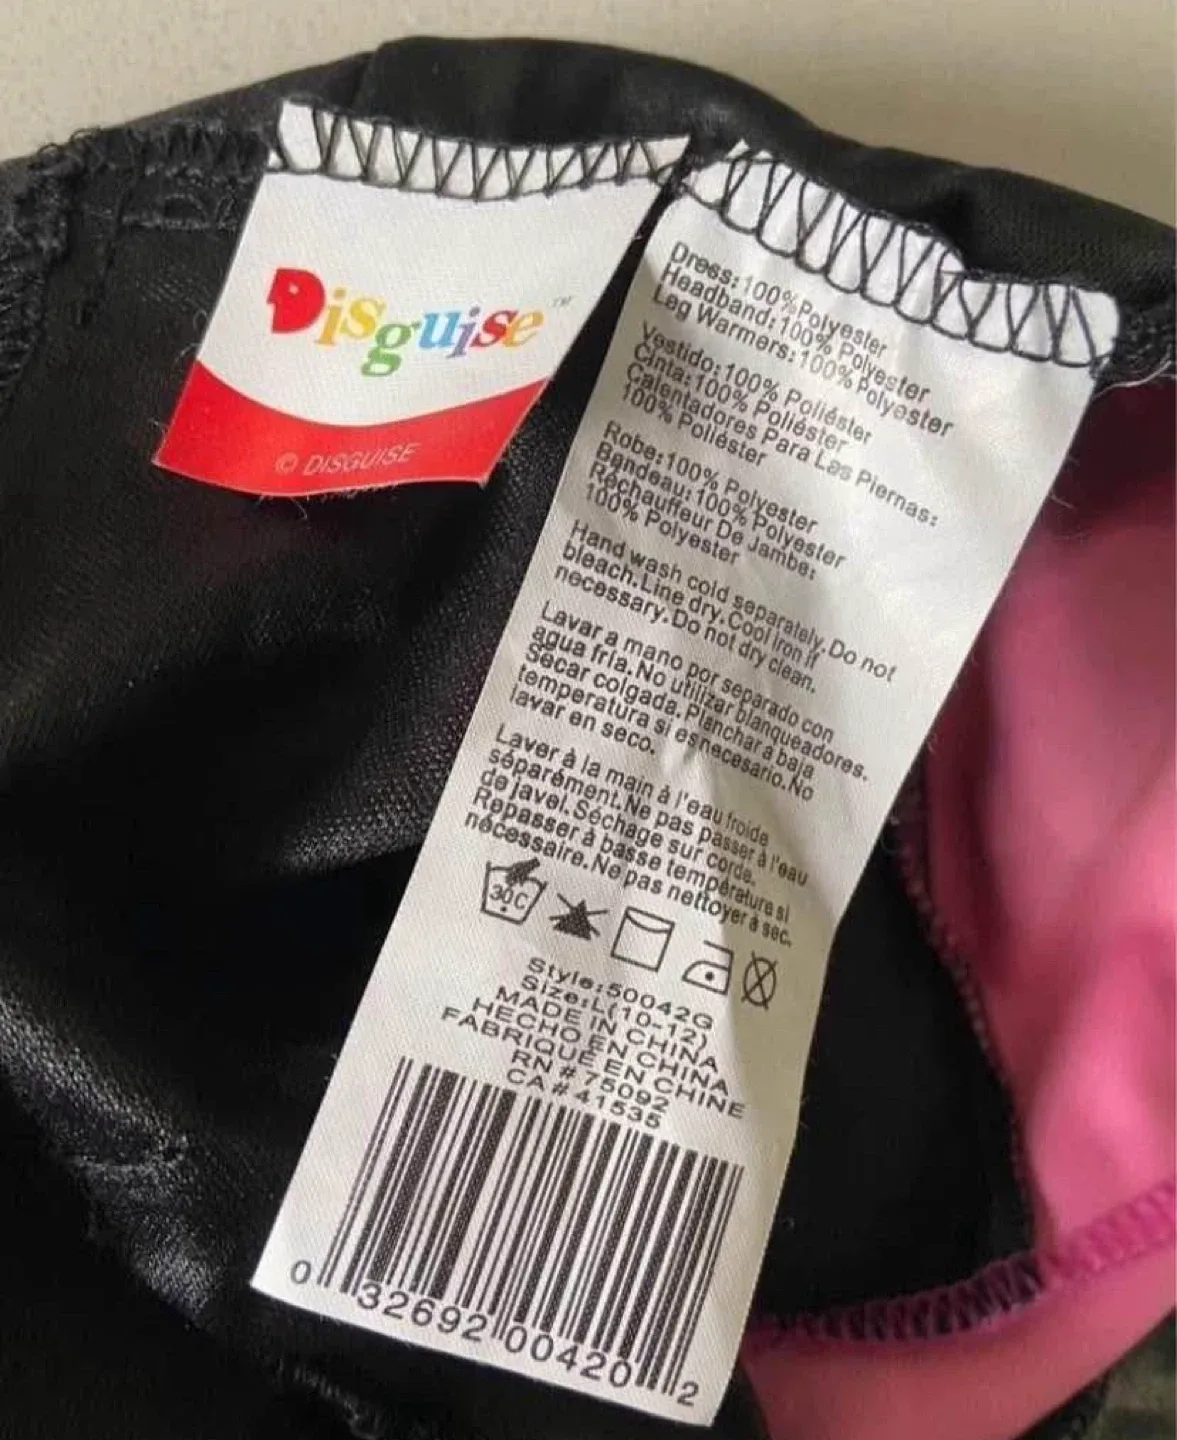 Disguise™
© DISGUISE
Dress:100%Polyester
Headband:100% Polyester
Leg Warmers:100% Polyester
Vestido:100% Poliéster
Cinta:100% Poliéster
Calentadores Para Las Piernas:
100% Poliéster
Robe:100% Polyester
Bandeau:100% Polyester
Réchauffeur De Jambe:
100% Polyester
Hand wash cold separately.Do not
bleach.Line dry.Cool iron if
necessary.Do not dry clean.
Lavar a mano por separado con
agua fría.No utilizar blanqueadores.
Secar colgada.Planchar a baja
temperatura si es necesario.No
lavar en seco.
Laver à la main à l'eau froide
séparément.Ne pas passer à l'eau
de javel.Séchage sur corde.
Repasser à basse température si
nécessaire.Ne pas nettoyer à sec.
30C
Style:50042G
Size:L(10-12)
MADE IN CHINA
HECHO EN CHINA
FABRIQUÉ EN CHINE
RN # 75092
CA # 41535
0 32692 00420 2